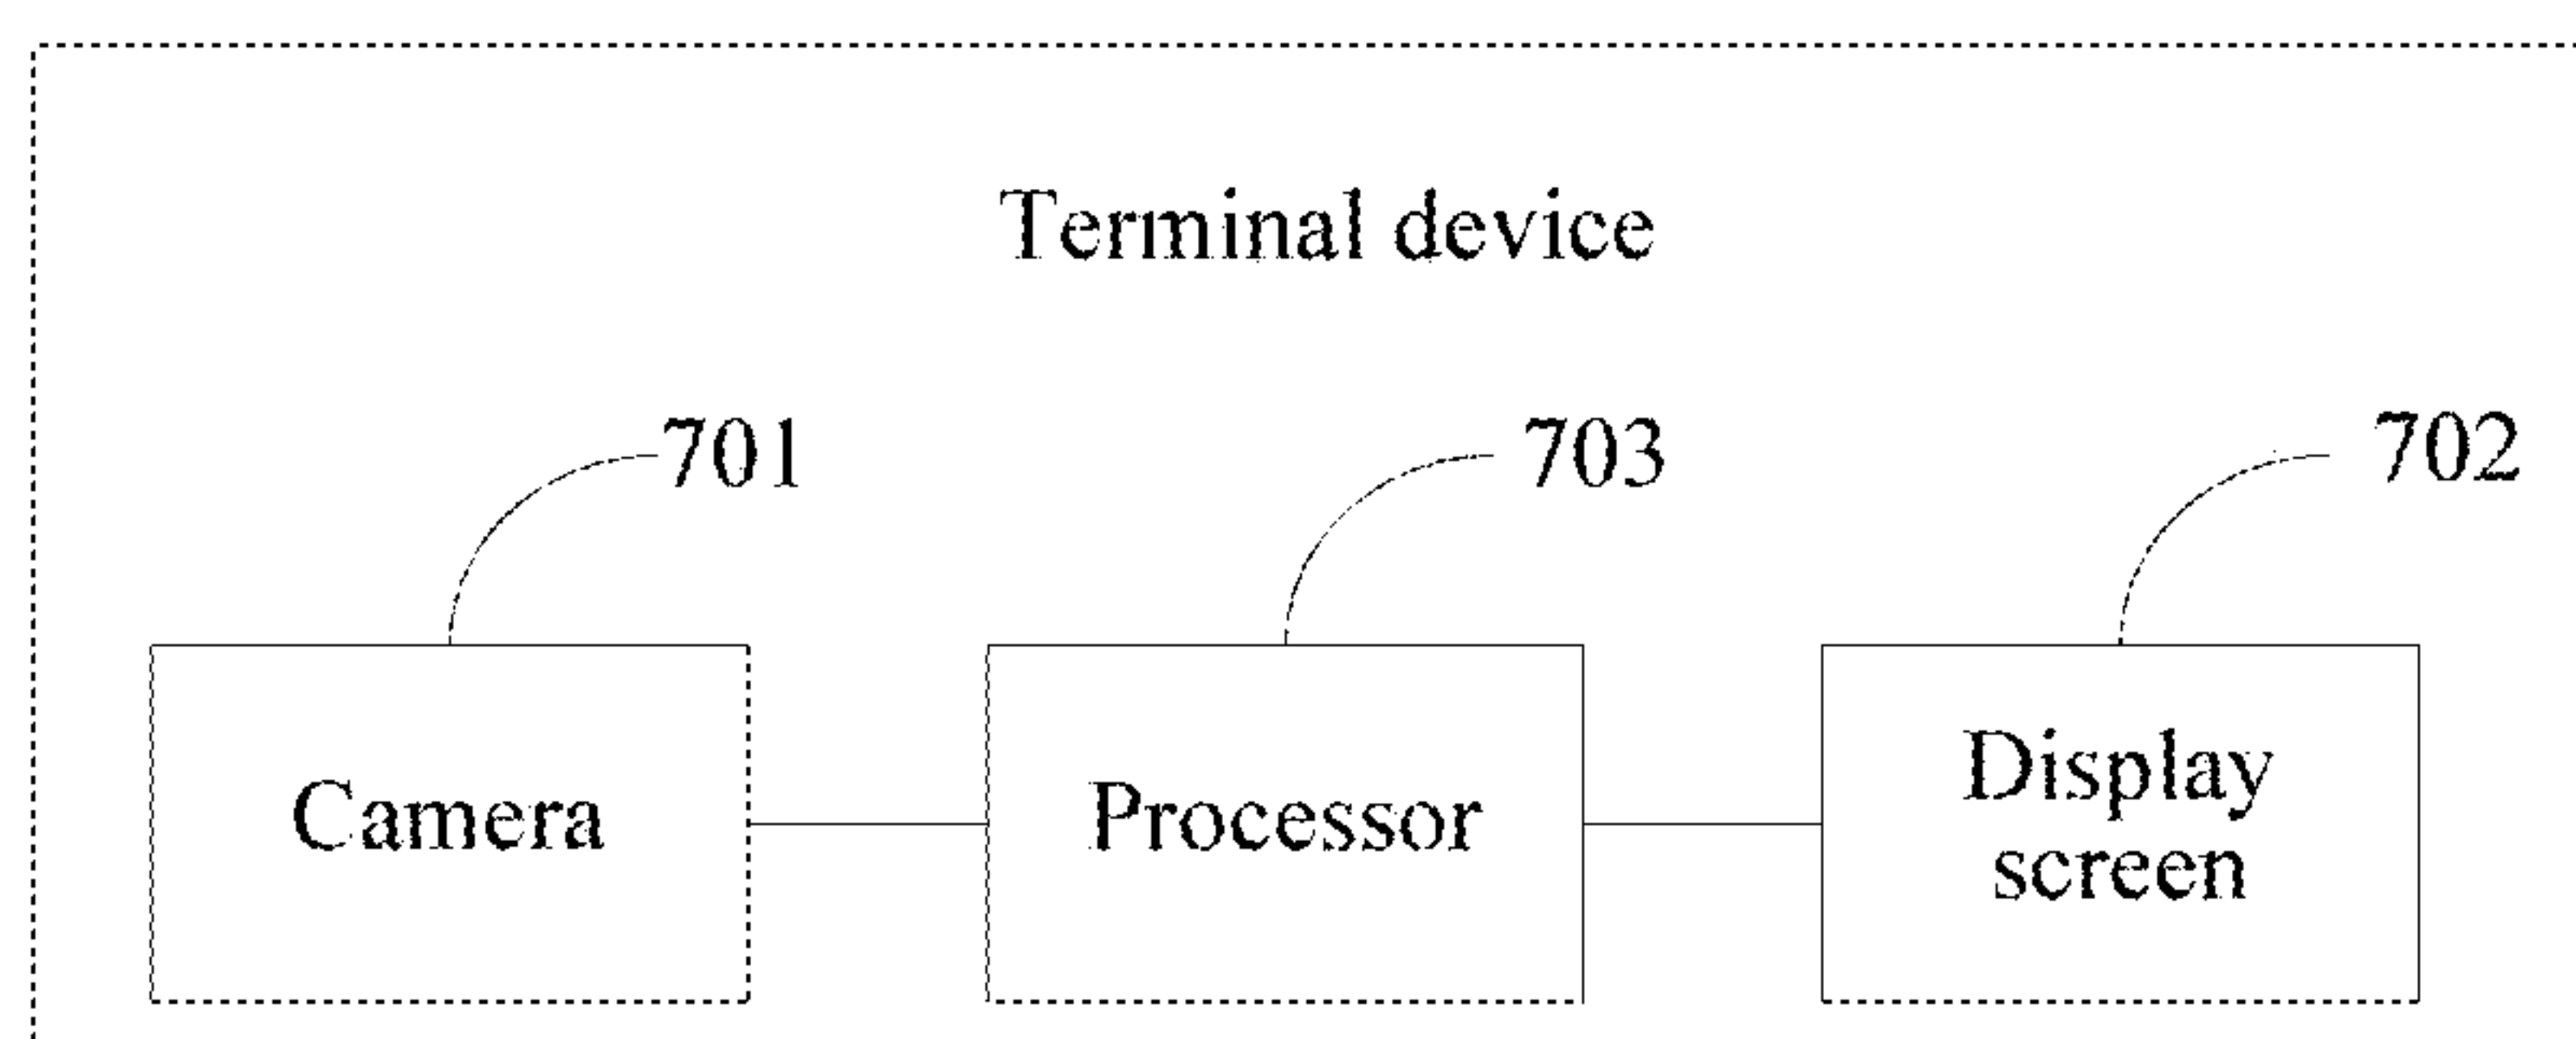 Terminal device
701
703
702
Camera
Processor
Display
screen